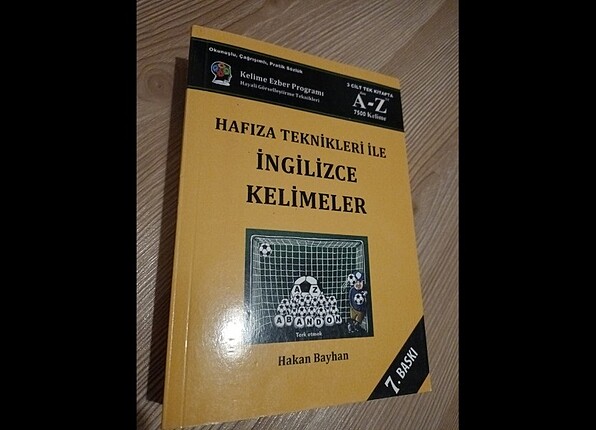 Okunuşlu, Çağrışımlı, Pratik Sözlük
Kelime Ezber Programı
Hayali Görselleştirme Teknikleri
3 CİLT TEK KİTAPTA
A-Z
7500 Kelime
HAFIZA TEKNİKLERİ İLE
İNGİLİZCE
KELİMELER
A Z
ABANDON
Terk etmek
Hakan Bayhan
7. BASKI